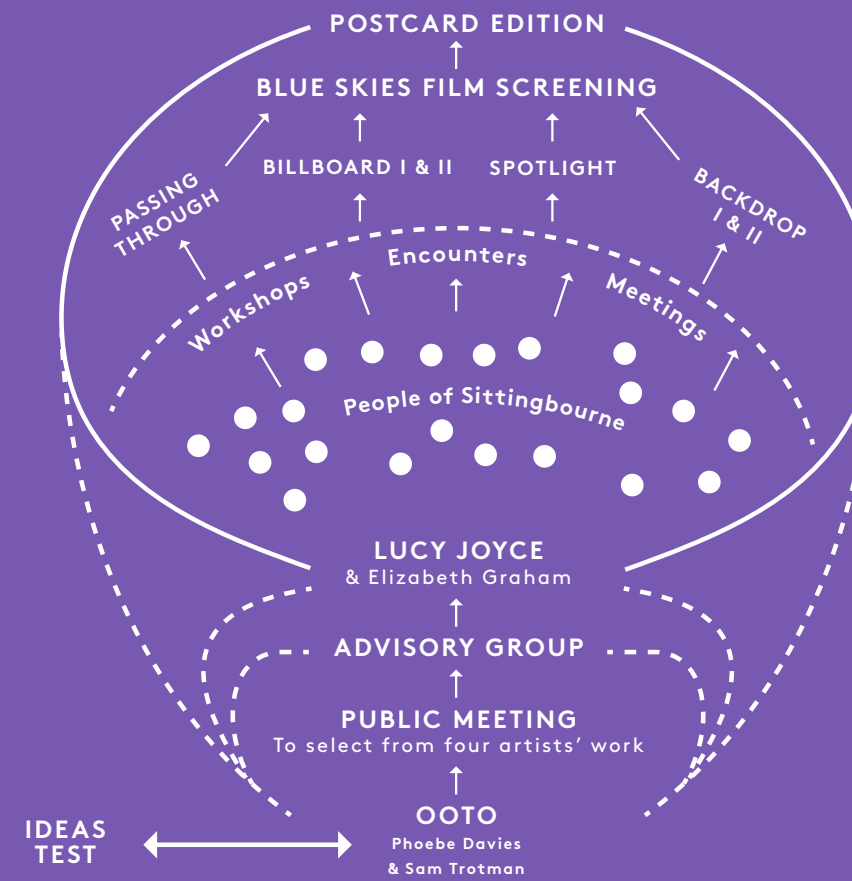 POSTCARD EDITION
BLUE SKIES FILM SCREENING
PASSING
THROUGH
BILLBOARD I & II
SPOTLIGHT
BACKDROP
I & II
Workshops
Encounters
Meetings
People of Sittingbourne
LUCY JOYCE
& Elizabeth Graham
ADVISORY GROUP
PUBLIC MEETING
To select from four artists’ work
IDEAS
TEST
OOTO
Phoebe Davies
& Sam Trotman